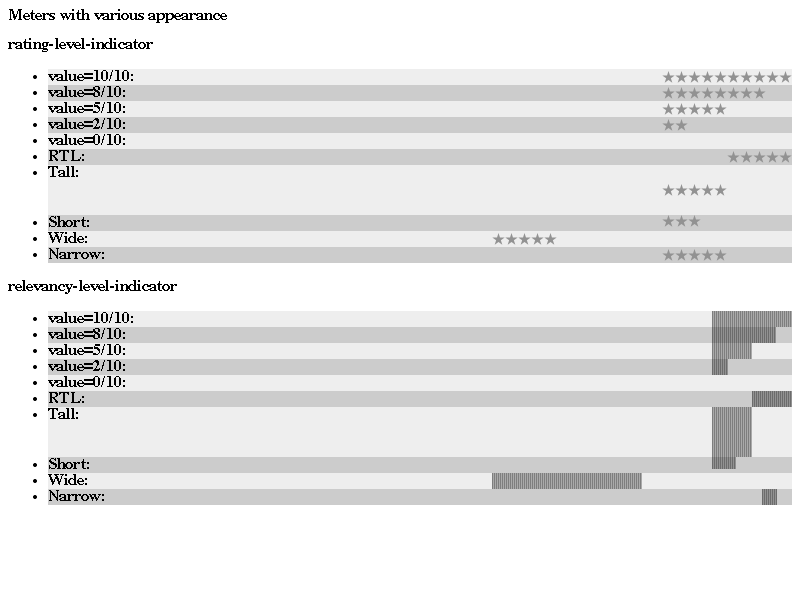 Meters with various appearance
rating-level-indicator
value=10/10:
value=8/10:
value=5/10:
value=2/10:
value=0/10:
RTL:
Tall:
Short:
Wide:
Narrow:
relevancy-level-indicator
value=10/10:
value=8/10:
value=5/10:
value=2/10:
value=0/10:
RTL:
Tall:
Short:
Wide:
Narrow: